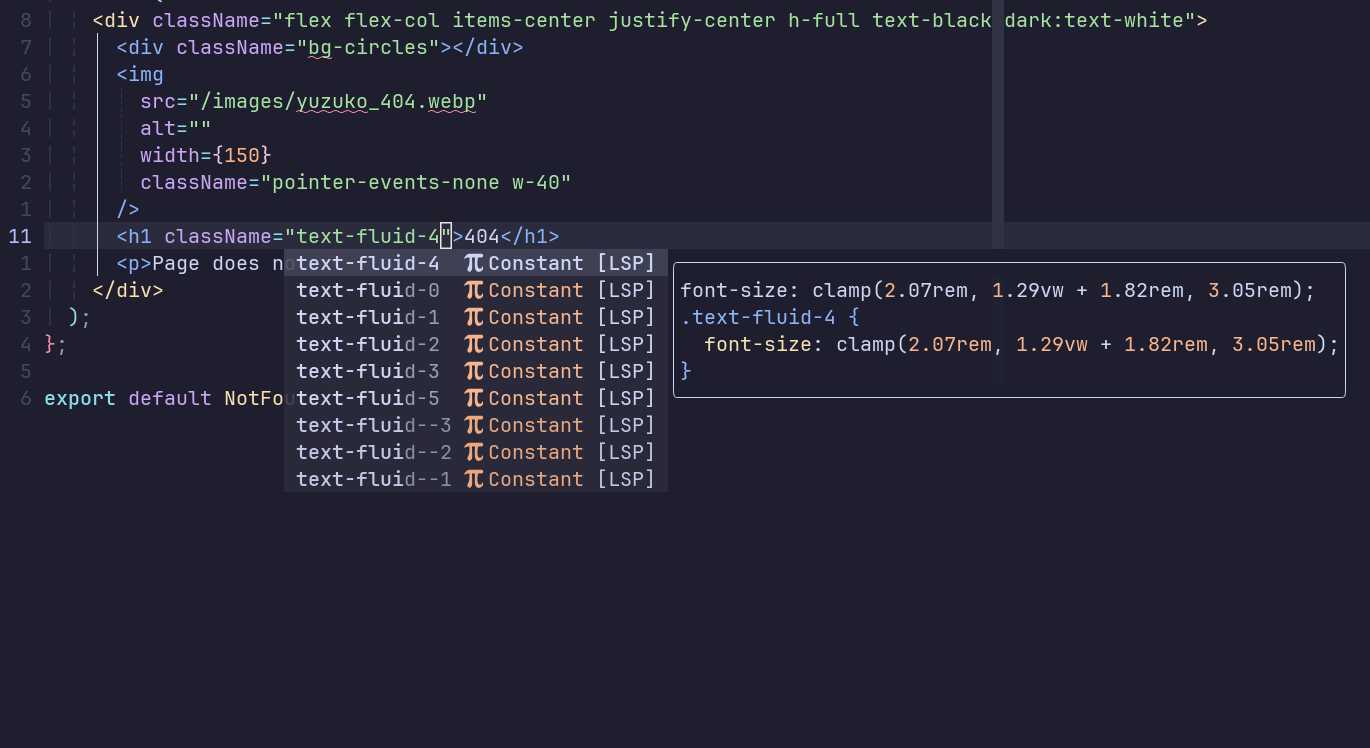 8 <div className="flex flex-col items-center justify-center h-full text-black dark:text-white">
7 <div className="bg-circles"></div>
6 <img
5 src="/images/yuzuko_404.webp"
4 alt=""
3 width={150}
2 className="pointer-events-none w-40"
1 />
11 <h1 className="text-fluid-4">404</h1>
1 <p>Page does no
2 </div>
3 );
4 };
5
6 export default NotFou
text-fluid-4 Constant [LSP]
text-fluid-0 Constant [LSP]
text-fluid-1 Constant [LSP]
text-fluid-2 Constant [LSP]
text-fluid-3 Constant [LSP]
text-fluid-5 Constant [LSP]
text-fluid--3 Constant [LSP]
text-fluid--2 Constant [LSP]
text-fluid--1 Constant [LSP]
font-size: clamp(2.07rem, 1.29vw + 1.82rem, 3.05rem);
.text-fluid-4 {
font-size: clamp(2.07rem, 1.29vw + 1.82rem, 3.05rem);
}